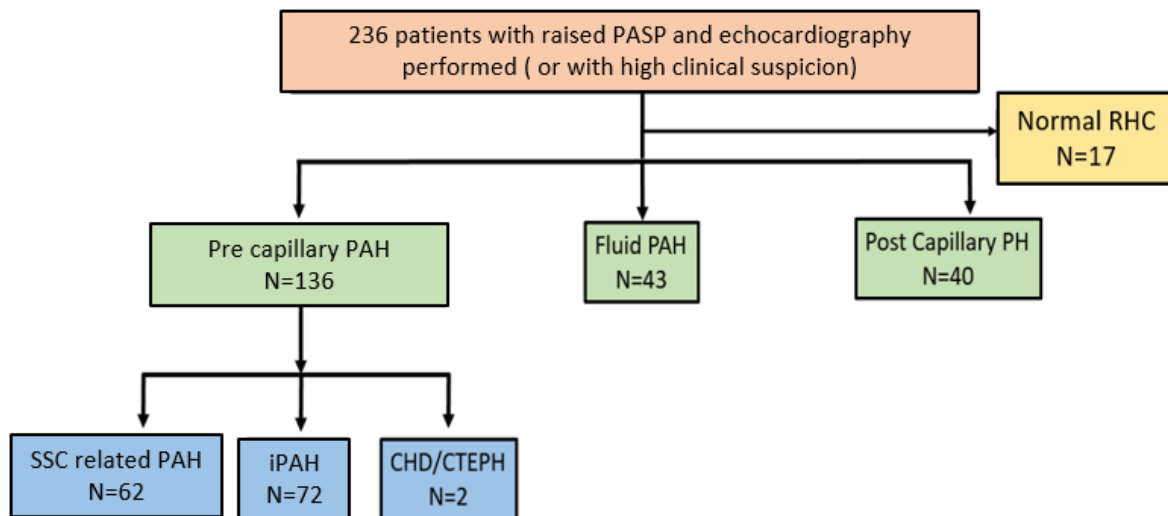 236 patients with raised PASP and echocardiography
performed ( or with high clinical suspicion)
Normal RHC
N=17
Pre capillary PAH
N=136
Fluid PAH
N=43
Post Capillary PH
N=40
SSC related PAH
N=62
iPAH
N=72
CHD/CTEPH
N=2